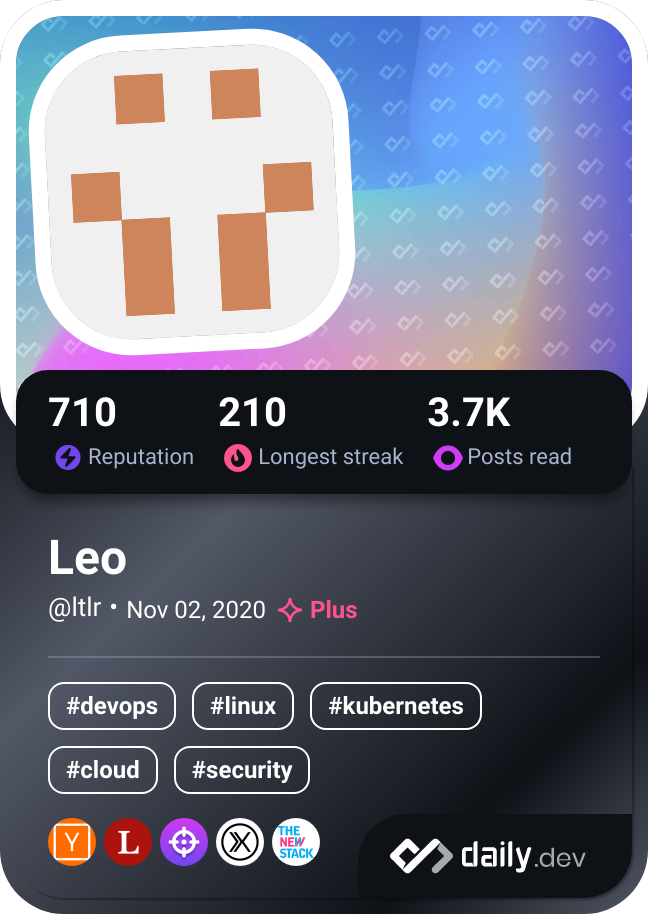 710 210 3.7K
Reputation Longest streak Posts read
Leo
@ltlr • Nov 02, 2020 Plus
#devops #linux #kubernetes
#cloud #security
Y L THE NEW STACK
daily.dev